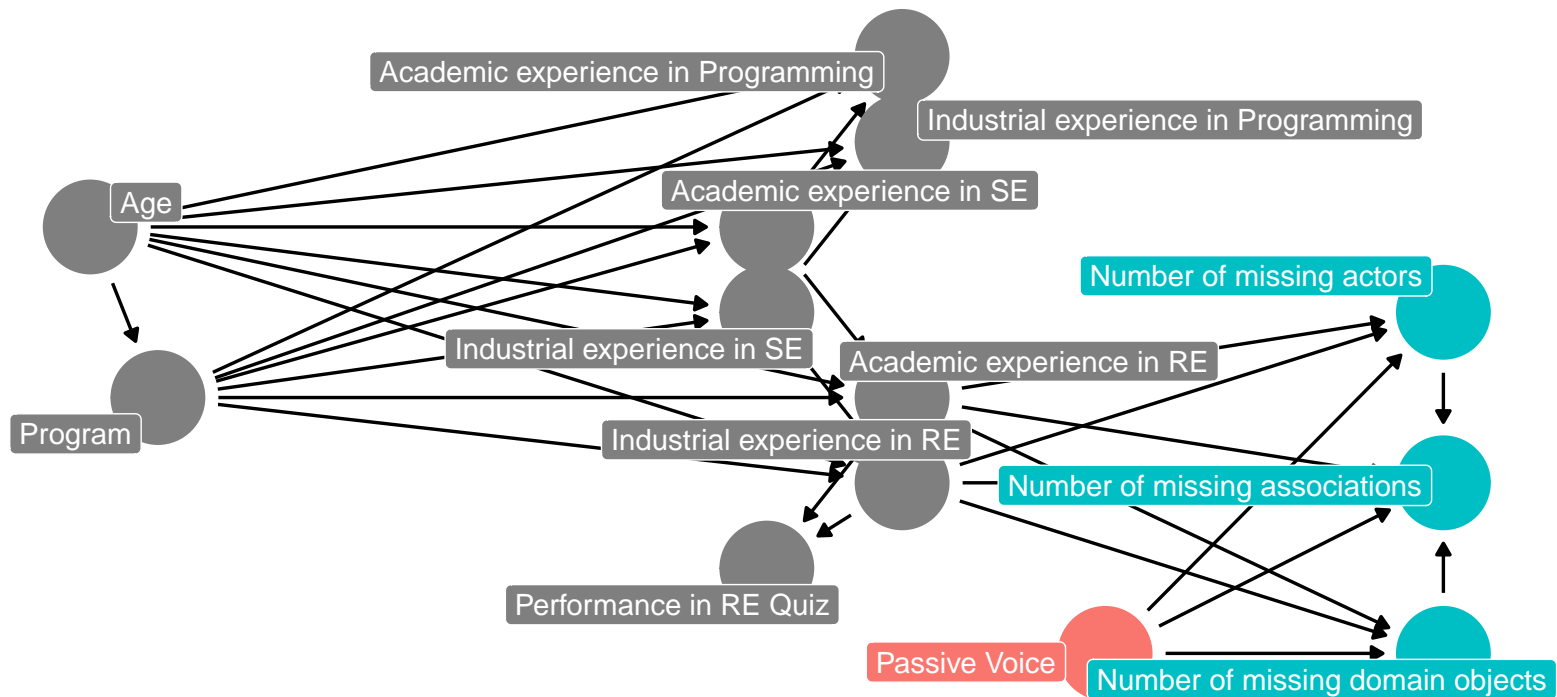 Academic experience in Programming
Industrial experience in Programming
Academic experience in SE
Age
Number of missing actors
Industrial experience in SE
Academic experience in RE
Program
Industrial experience in RE
Number of missing associations
Performance in RE Quiz
Passive Voice
Number of missing domain objects